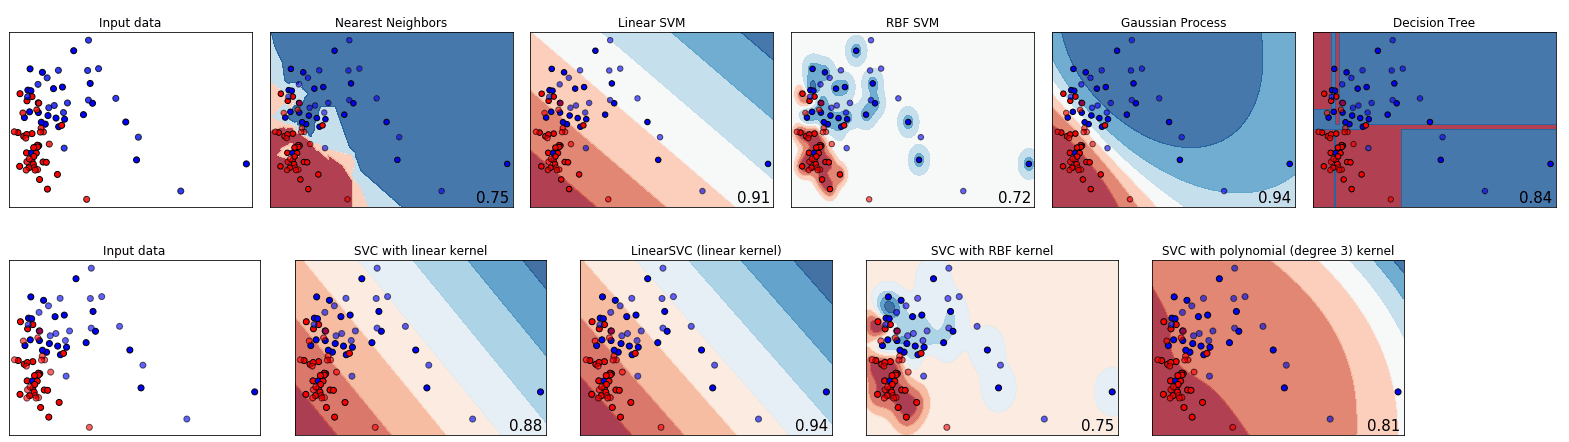 Input data
Nearest Neighbors
Linear SVM
RBF SVM
Gaussian Process
Decision Tree
0.75
0.91
0.72
0.94
0.84
Input data
SVC with linear kernel
LinearSVC (linear kernel)
SVC with RBF kernel
SVC with polynomial (degree 3) kernel
0.88
0.94
0.75
0.81